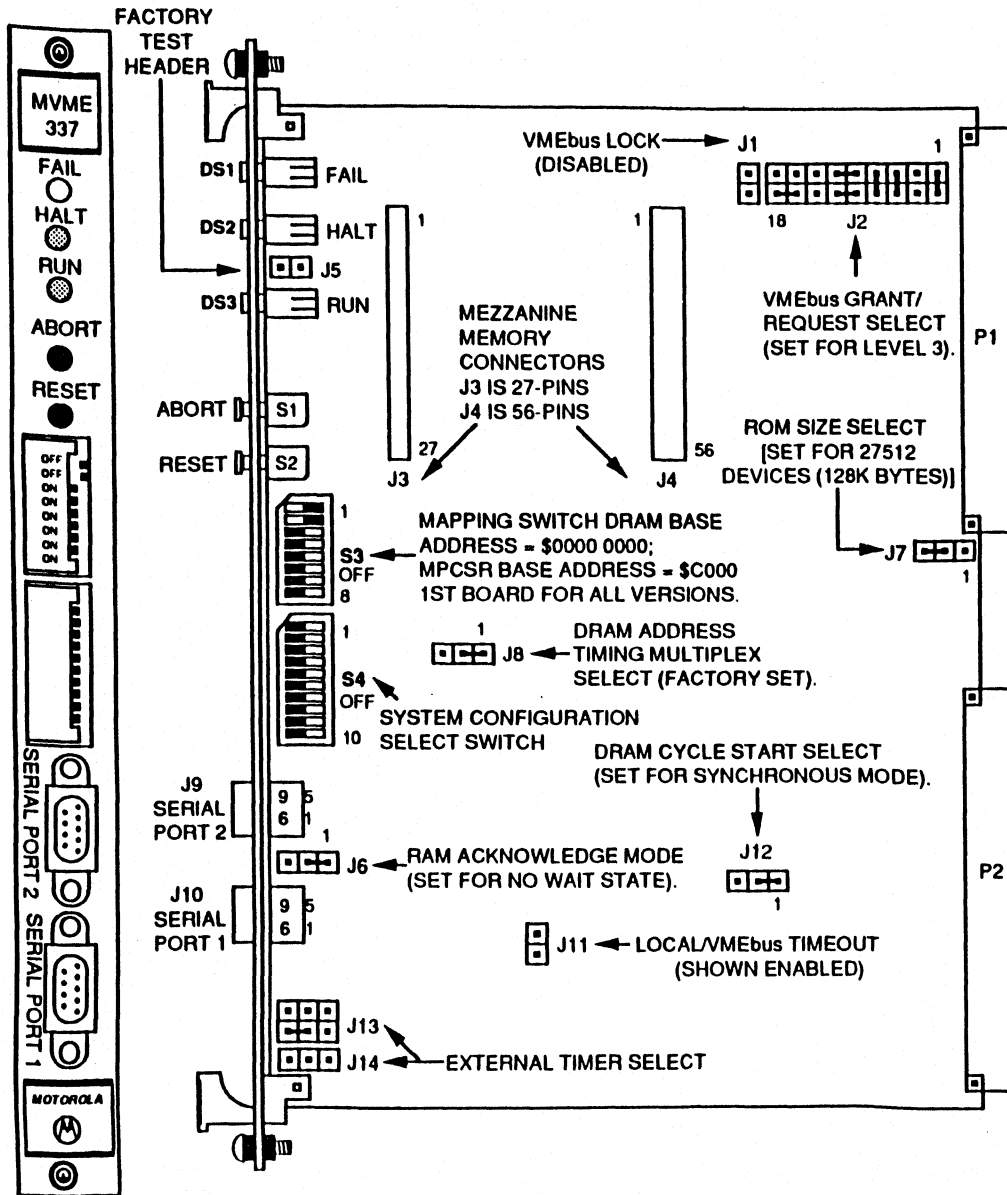 FACTORY
TEST
HEADER
MVME
337
FAIL
HALT
RUN
ABORT
RESET
OFF
OFF
ON
ON
ON
ON
ON
ON
SERIAL PORT 2
SERIAL PORT 1
MOTOROLA
DS1
FAIL
DS2
HALT
J5
DS3
RUN
ABORT
S1
RESET
S2
VMEbus LOCK
(DISABLED)
J1
1
18
J2
VMEbus GRANT/
REQUEST SELECT
(SET FOR LEVEL 3).
P1
1
27
J3
1
56
J4
MEZZANINE
MEMORY
CONNECTORS
J3 IS 27-PINS
J4 IS 56-PINS
ROM SIZE SELECT
[SET FOR 27512
DEVICES (128K BYTES)]
J7
1
1
S3
OFF
8
MAPPING SWITCH DRAM BASE
ADDRESS = $0000 0000;
MPCSR BASE ADDRESS = $C000
1ST BOARD FOR ALL VERSIONS.
1
J8
DRAM ADDRESS
TIMING MULTIPLEX
SELECT (FACTORY SET).
1
S4
OFF
10
SYSTEM CONFIGURATION
SELECT SWITCH
DRAM CYCLE START SELECT
(SET FOR SYNCHRONOUS MODE).
J12
1
P2
J9
SERIAL
PORT 2
9 5
6 1
1
J6
RAM ACKNOWLEDGE MODE
(SET FOR NO WAIT STATE).
J10
SERIAL
PORT 1
9 5
6 1
J11
LOCAL/VMEbus TIMEOUT
(SHOWN ENABLED)
J13
J14
EXTERNAL TIMER SELECT